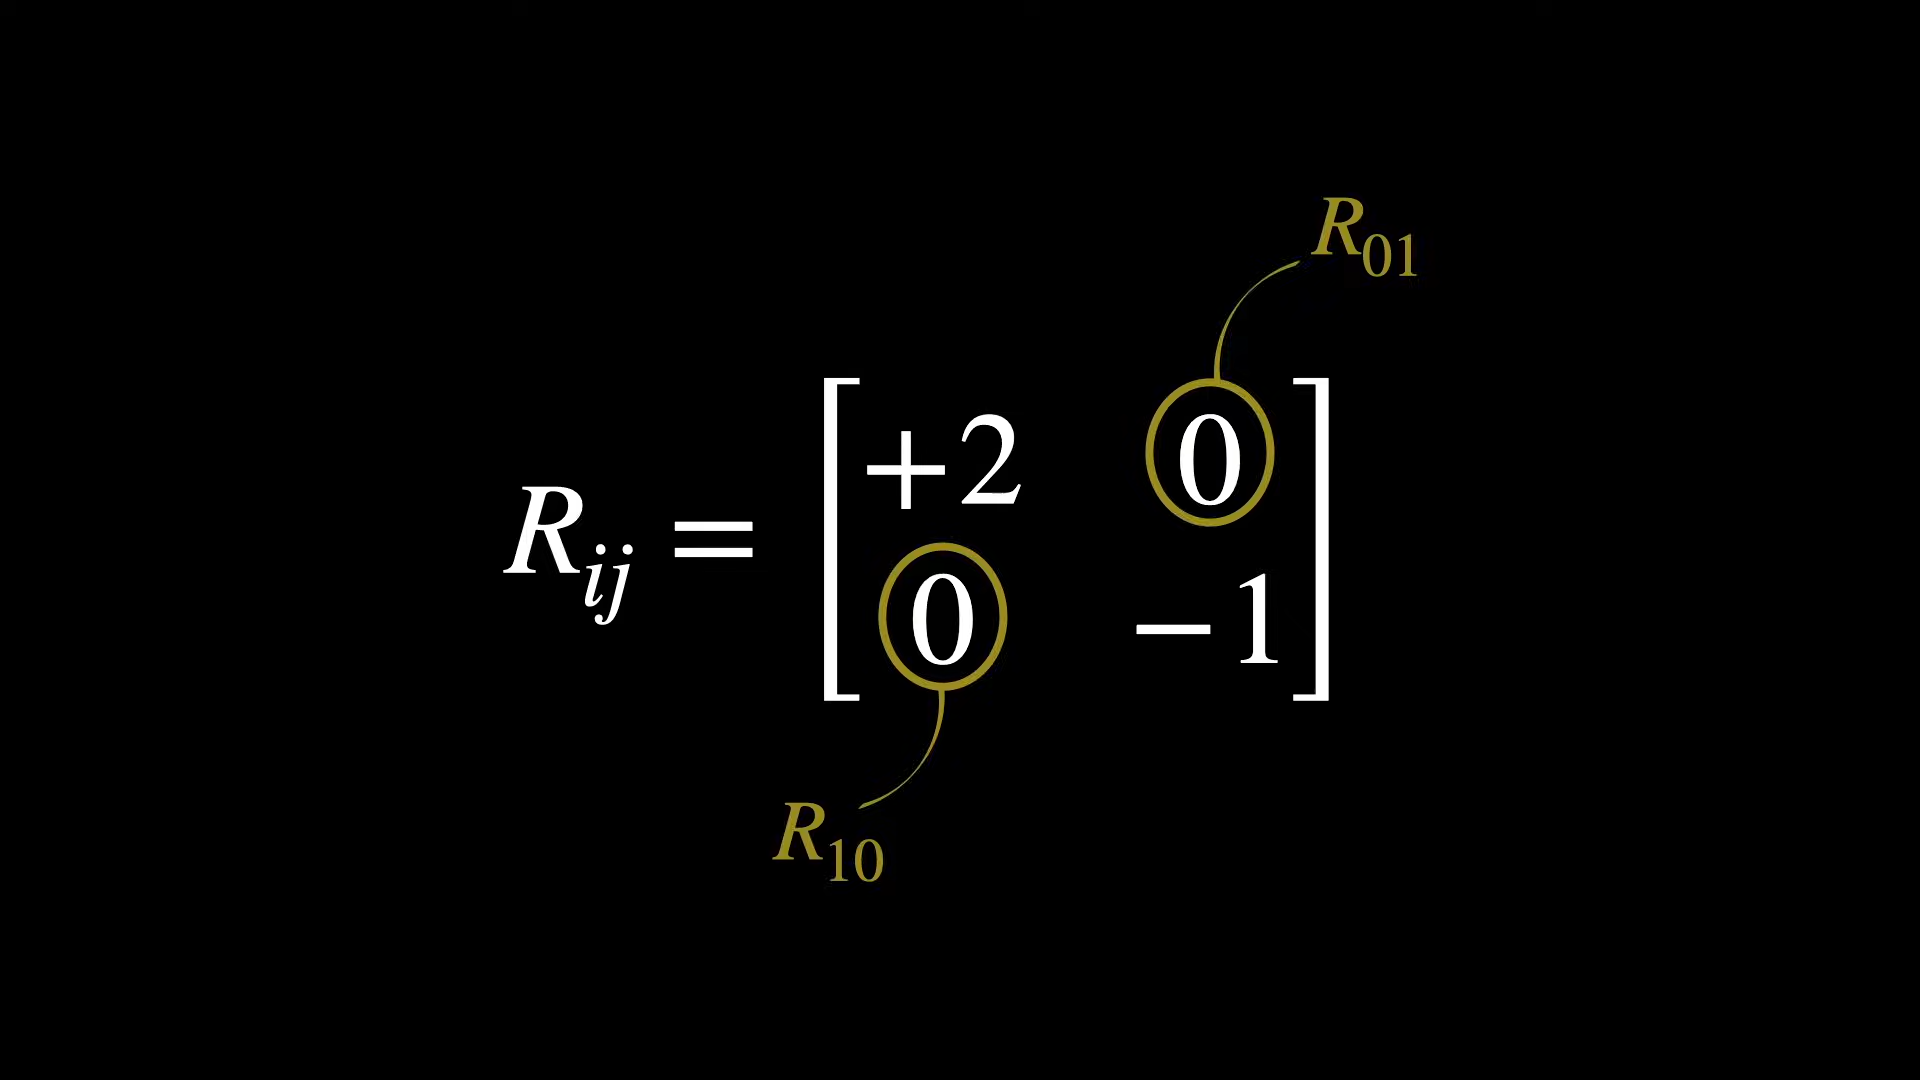 R₀₁
Rᵢⱼ = [ +2 0
0 −1 ]
R₁₀